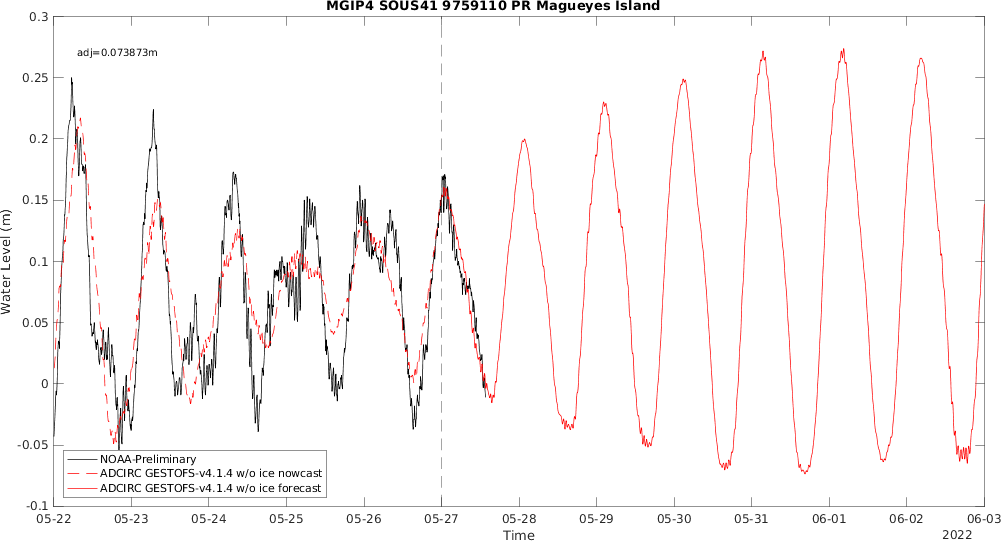 MGIP4 SOUS41 9759110 PR Magueyes Island
adj=0.073873m
0.3
0.25
0.2
0.15
0.1
0.05
0
-0.05
-0.1
Water Level (m)
NOAA-Preliminary
ADCIRC GESTOFS-v4.1.4 w/o ice nowcast
ADCIRC GESTOFS-v4.1.4 w/o ice forecast
05-22 05-23 05-24 05-25 05-26 05-27 05-28 05-29 05-30 05-31 06-01 06-02 06-03
Time
2022